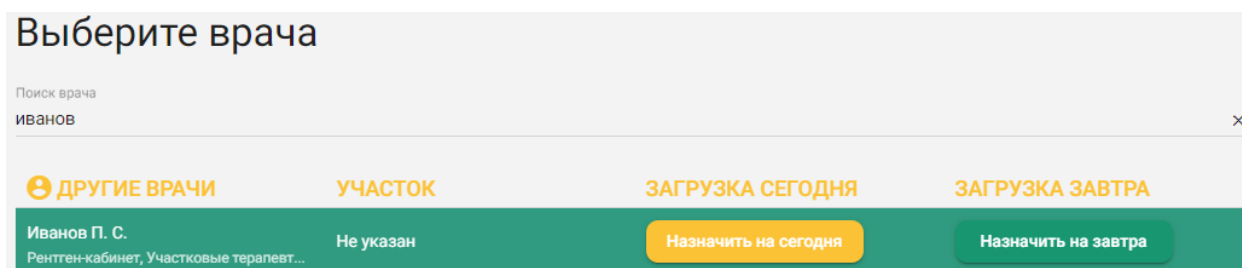 Выберите врача
Поиск врача
иванов
ДРУГИЕ ВРАЧИ УЧАСТОК ЗАГРУЗКА СЕГОДНЯ ЗАГРУЗКА ЗАВТРА
Иванов П. С. Не указан Назначить на сегодня Назначить на завтра
Рентген-кабинет, Участковые терапевт...